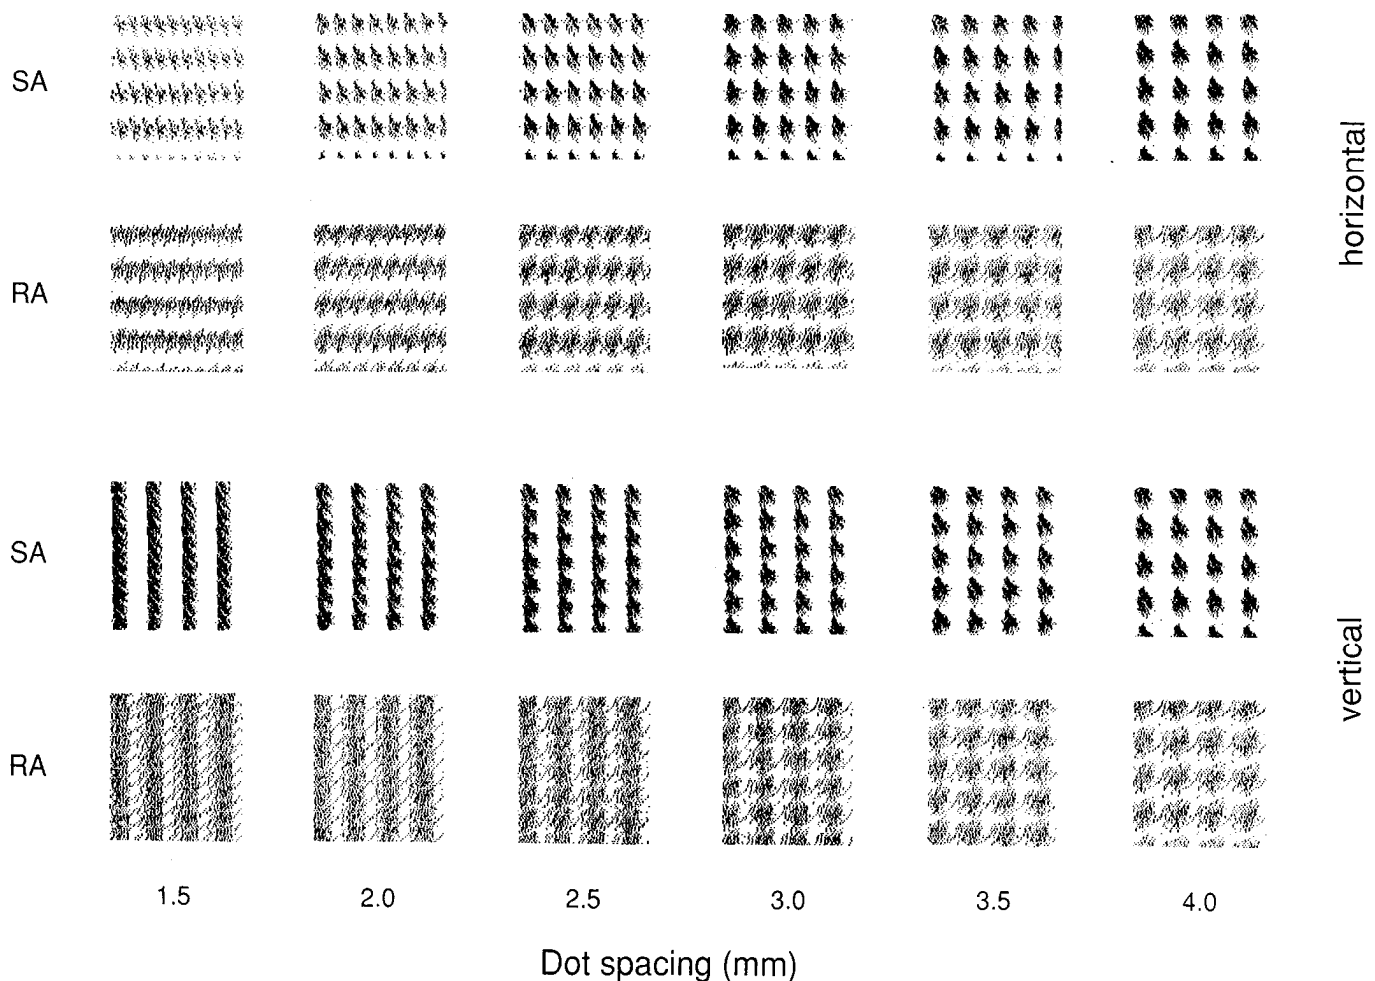 SA
horizontal
RA
SA
vertical
RA
1.5 2.0 2.5 3.0 3.5 4.0
Dot spacing (mm)